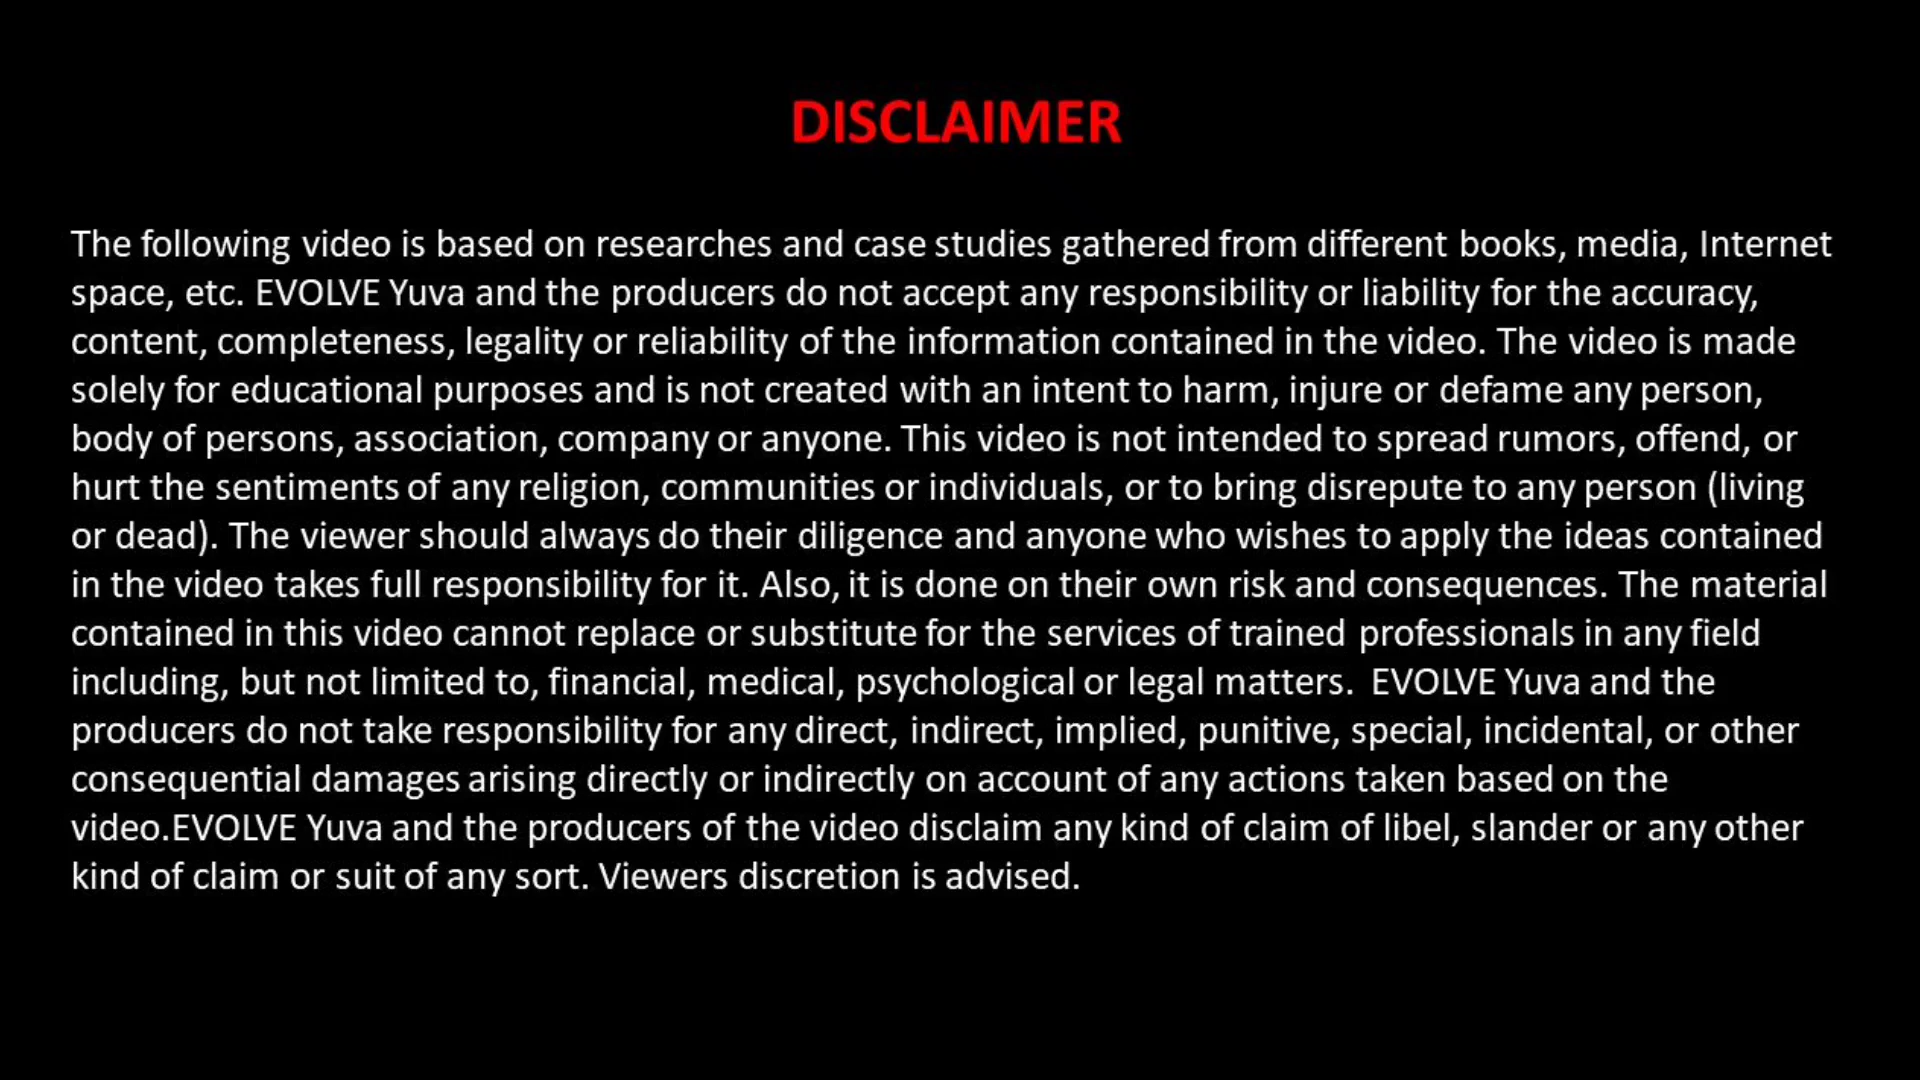 DISCLAIMER
The following video is based on researches and case studies gathered from different books, media, Internet
space, etc. EVOLVE Yuva and the producers do not accept any responsibility or liability for the accuracy,
content, completeness, legality or reliability of the information contained in the video. The video is made
solely for educational purposes and is not created with an intent to harm, injure or defame any person,
body of persons, association, company or anyone. This video is not intended to spread rumors, offend, or
hurt the sentiments of any religion, communities or individuals, or to bring disrepute to any person (living
or dead). The viewer should always do their diligence and anyone who wishes to apply the ideas contained
in the video takes full responsibility for it. Also, it is done on their own risk and consequences. The material
contained in this video cannot replace or substitute for the services of trained professionals in any field
including, but not limited to, financial, medical, psychological or legal matters.  EVOLVE Yuva and the
producers do not take responsibility for any direct, indirect, implied, punitive, special, incidental, or other
consequential damages arising directly or indirectly on account of any actions taken based on the
video.EVOLVE Yuva and the producers of the video disclaim any kind of claim of libel, slander or any other
kind of claim or suit of any sort. Viewers discretion is advised.